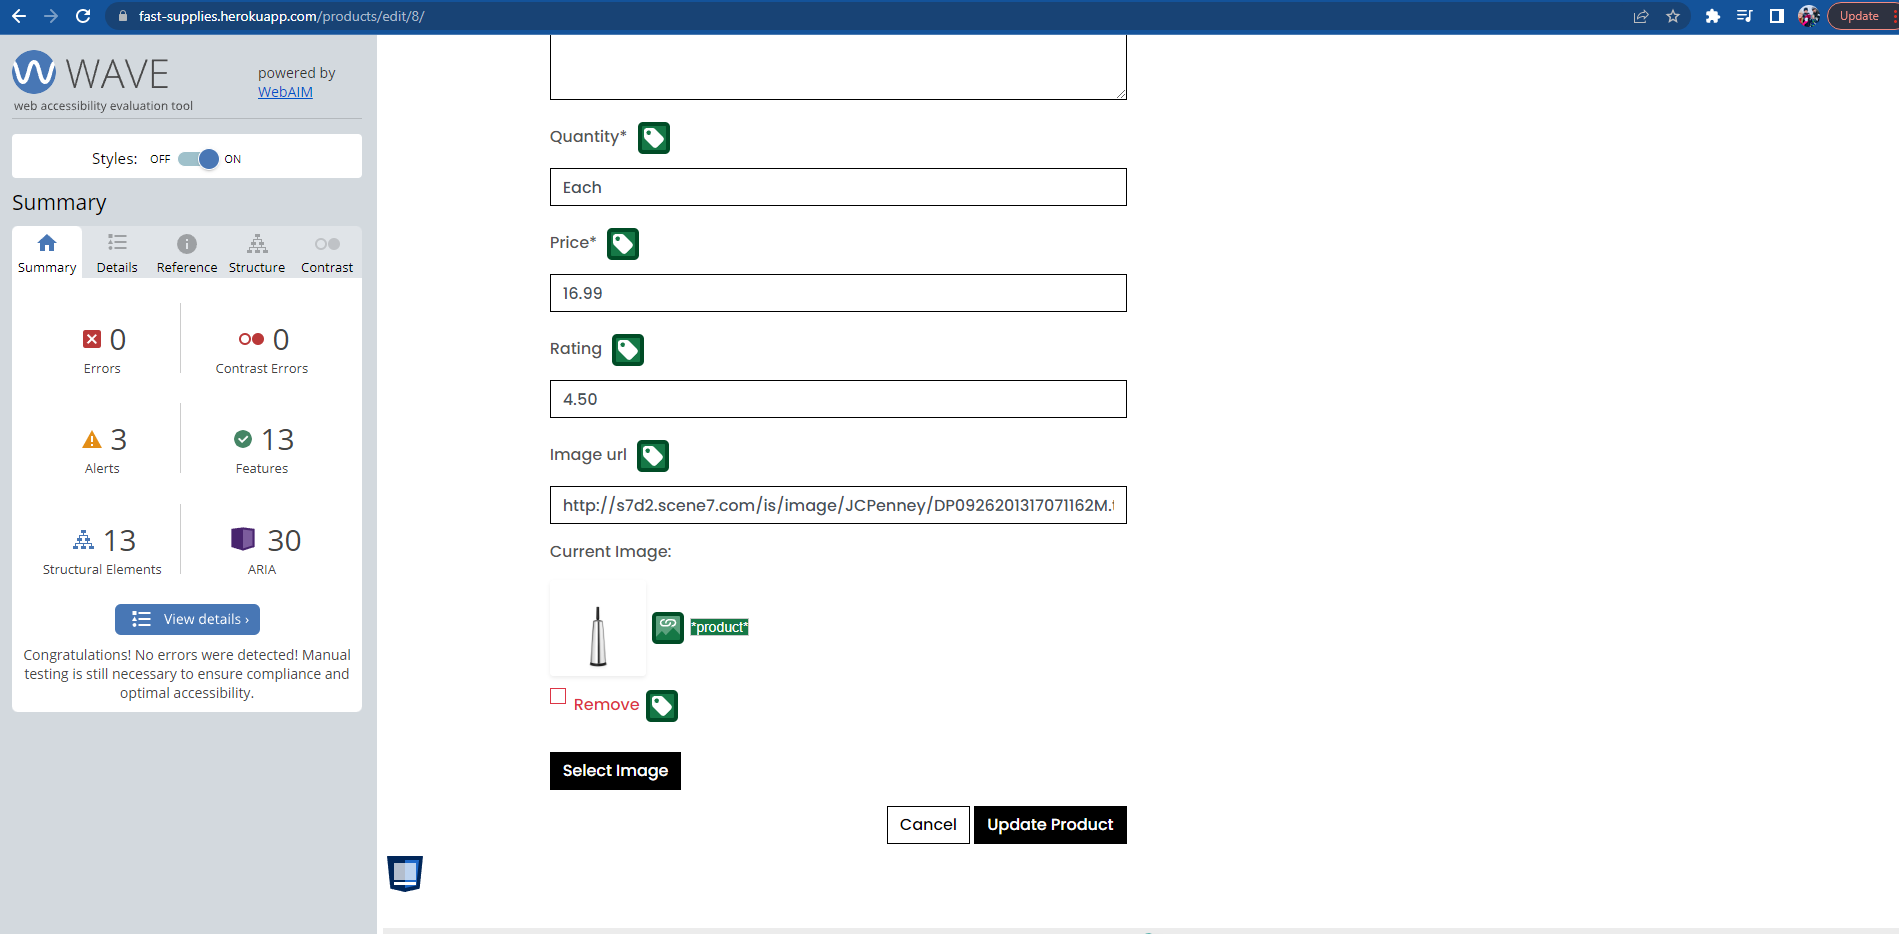 fast-supplies.herokuapp.com/products/edit/8/
Update
WAVE
web accessibility evaluation tool
powered by
WebAIM
Styles: OFF ON
Summary
Summary Details Reference Structure Contrast
0 0
Errors Contrast Errors
3 13
Alerts Features
13 30
Structural Elements ARIA
View details ›
Congratulations! No errors were detected! Manual
testing is still necessary to ensure compliance and
optimal accessibility.
Quantity*
Each
Price*
16.99
Rating
4.50
Image url
http://s7d2.scene7.com/is/image/JCPenney/DP0926201317071162M.
Current Image:
*product*
Remove
Select Image
Cancel Update Product